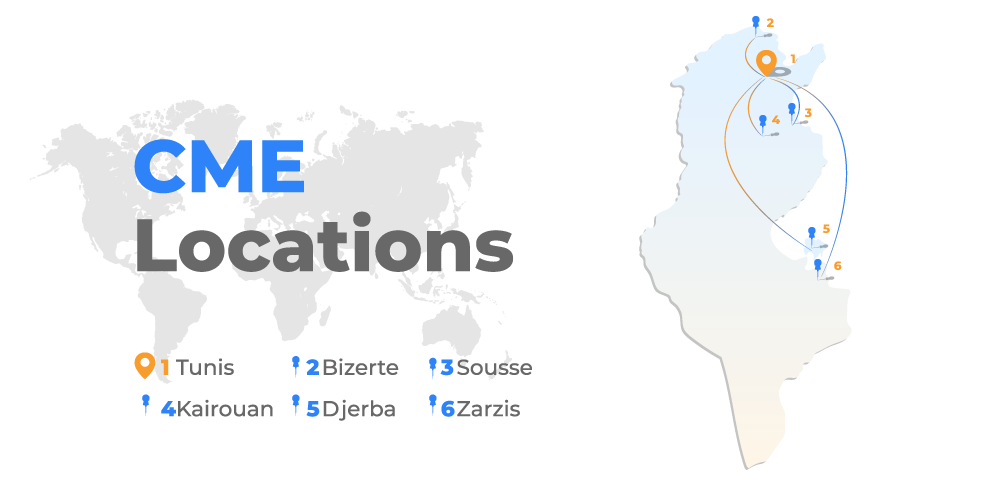 CME
Locations
1 Tunis
2 Bizerte
3 Sousse
4 Kairouan
5 Djerba
6 Zarzis
2
1
3
4
5
6